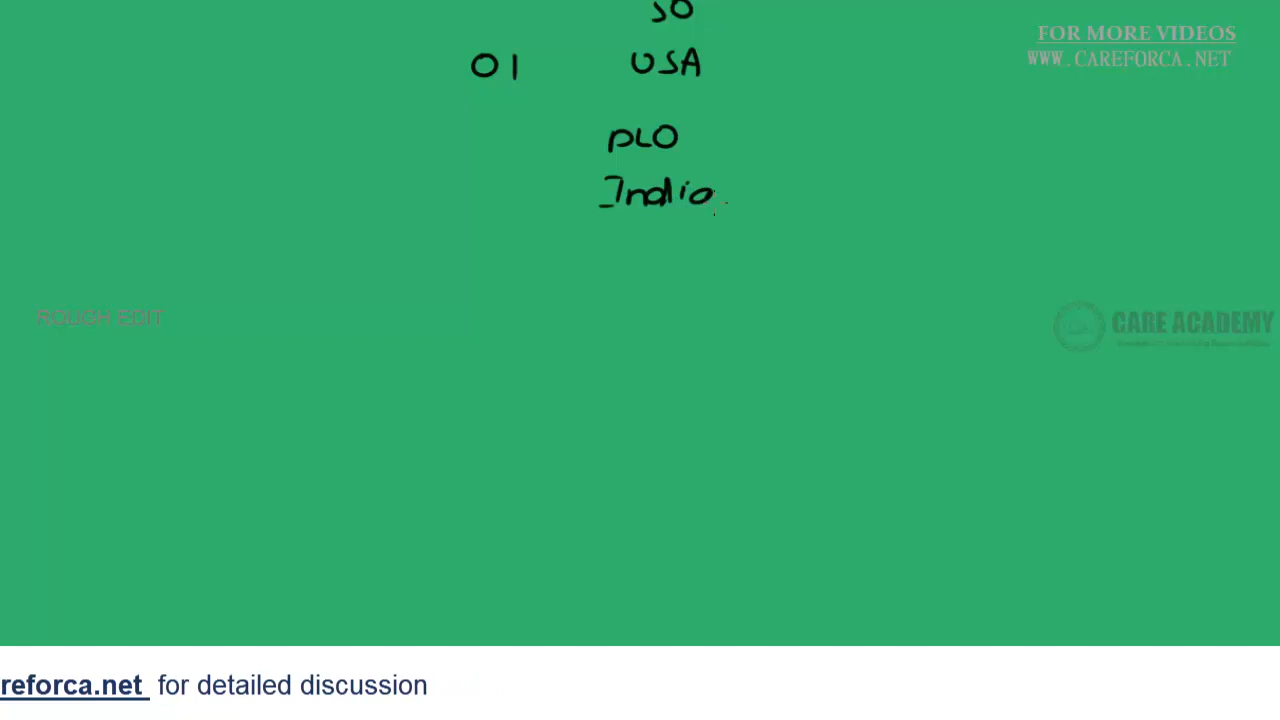 SO
FOR MORE VIDEOS
01 USA
WWW.CAREFORCA.NET
PLO
India
ROUGH EDIT
CARE ACADEMY
reforca.net for detailed discussion